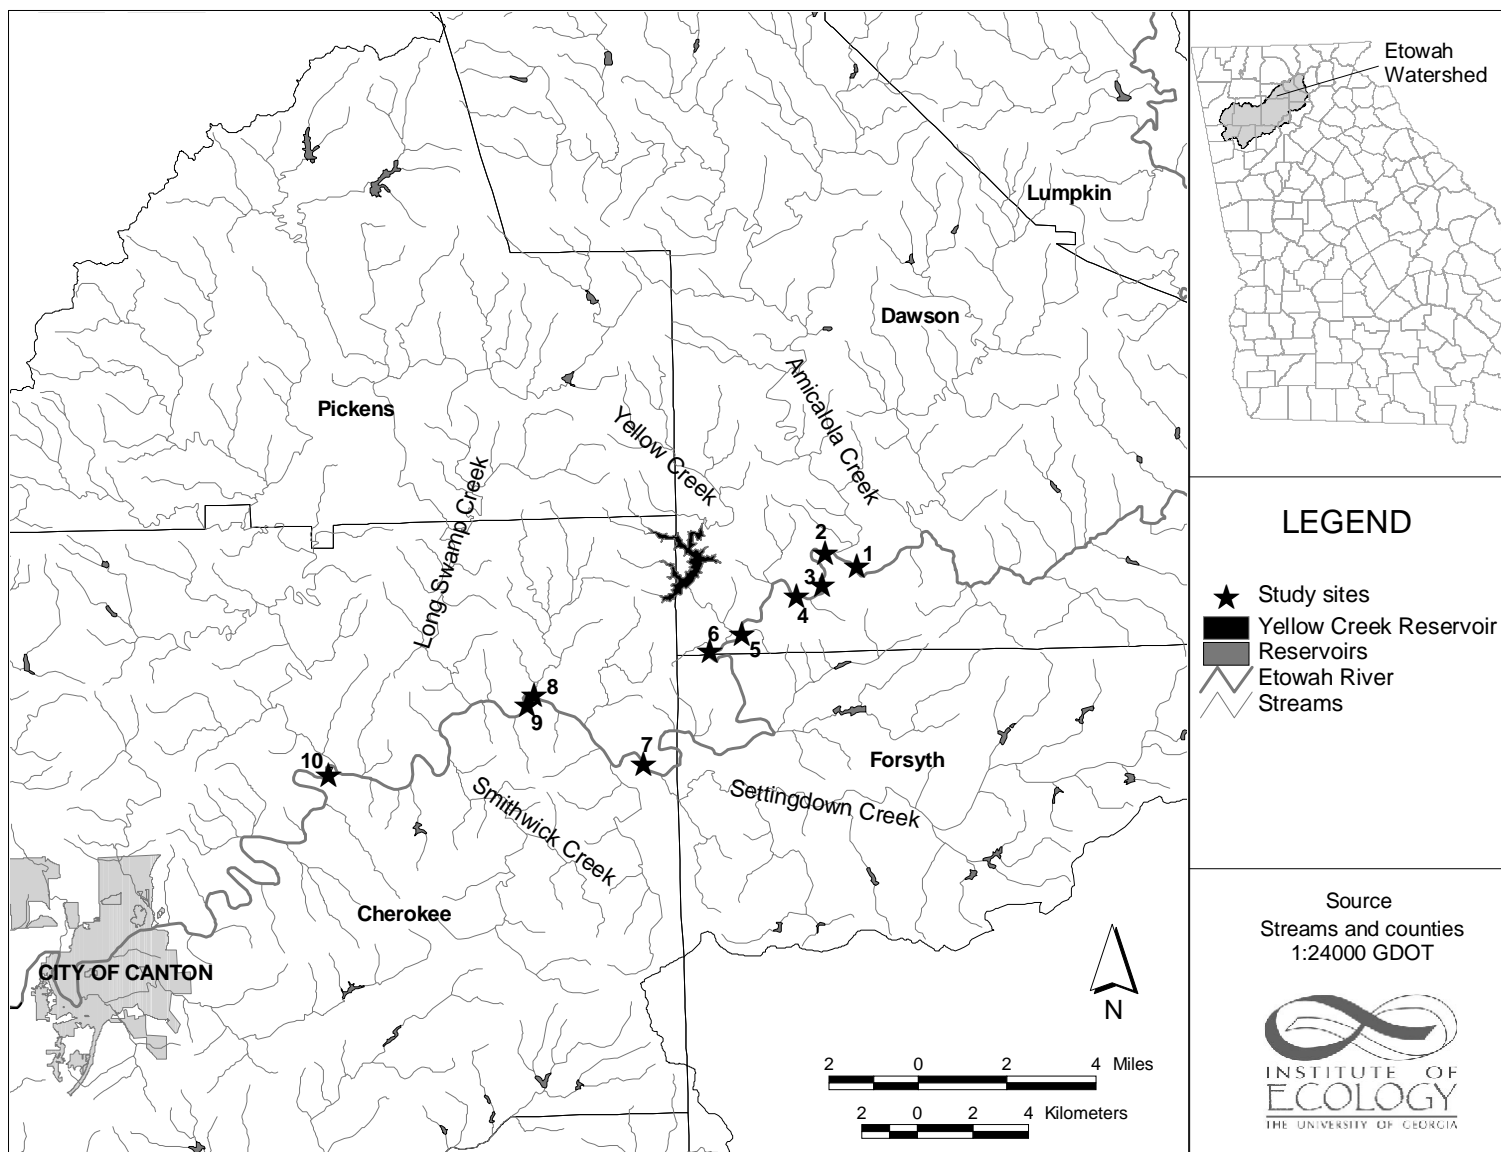 Etowah
Watershed
Lumpkin
Dawson
Amicalola Creek
Pickens
Yellow Creek
Long Swamp Creek
2
1
3
4
6
5
8
9
7
10
Forsyth
Settingdown Creek
Smithwick Creek
Cherokee
CITY OF CANTON
N
2 0 2 4 Miles
2 0 2 4 Kilometers
LEGEND
Study sites
Yellow Creek Reservoir
Reservoirs
Etowah River
Streams
Source
Streams and counties
1:24000 GDOT
INSTITUTE OF
ECOLOGY
THE UNIVERSITY OF GEORGIA